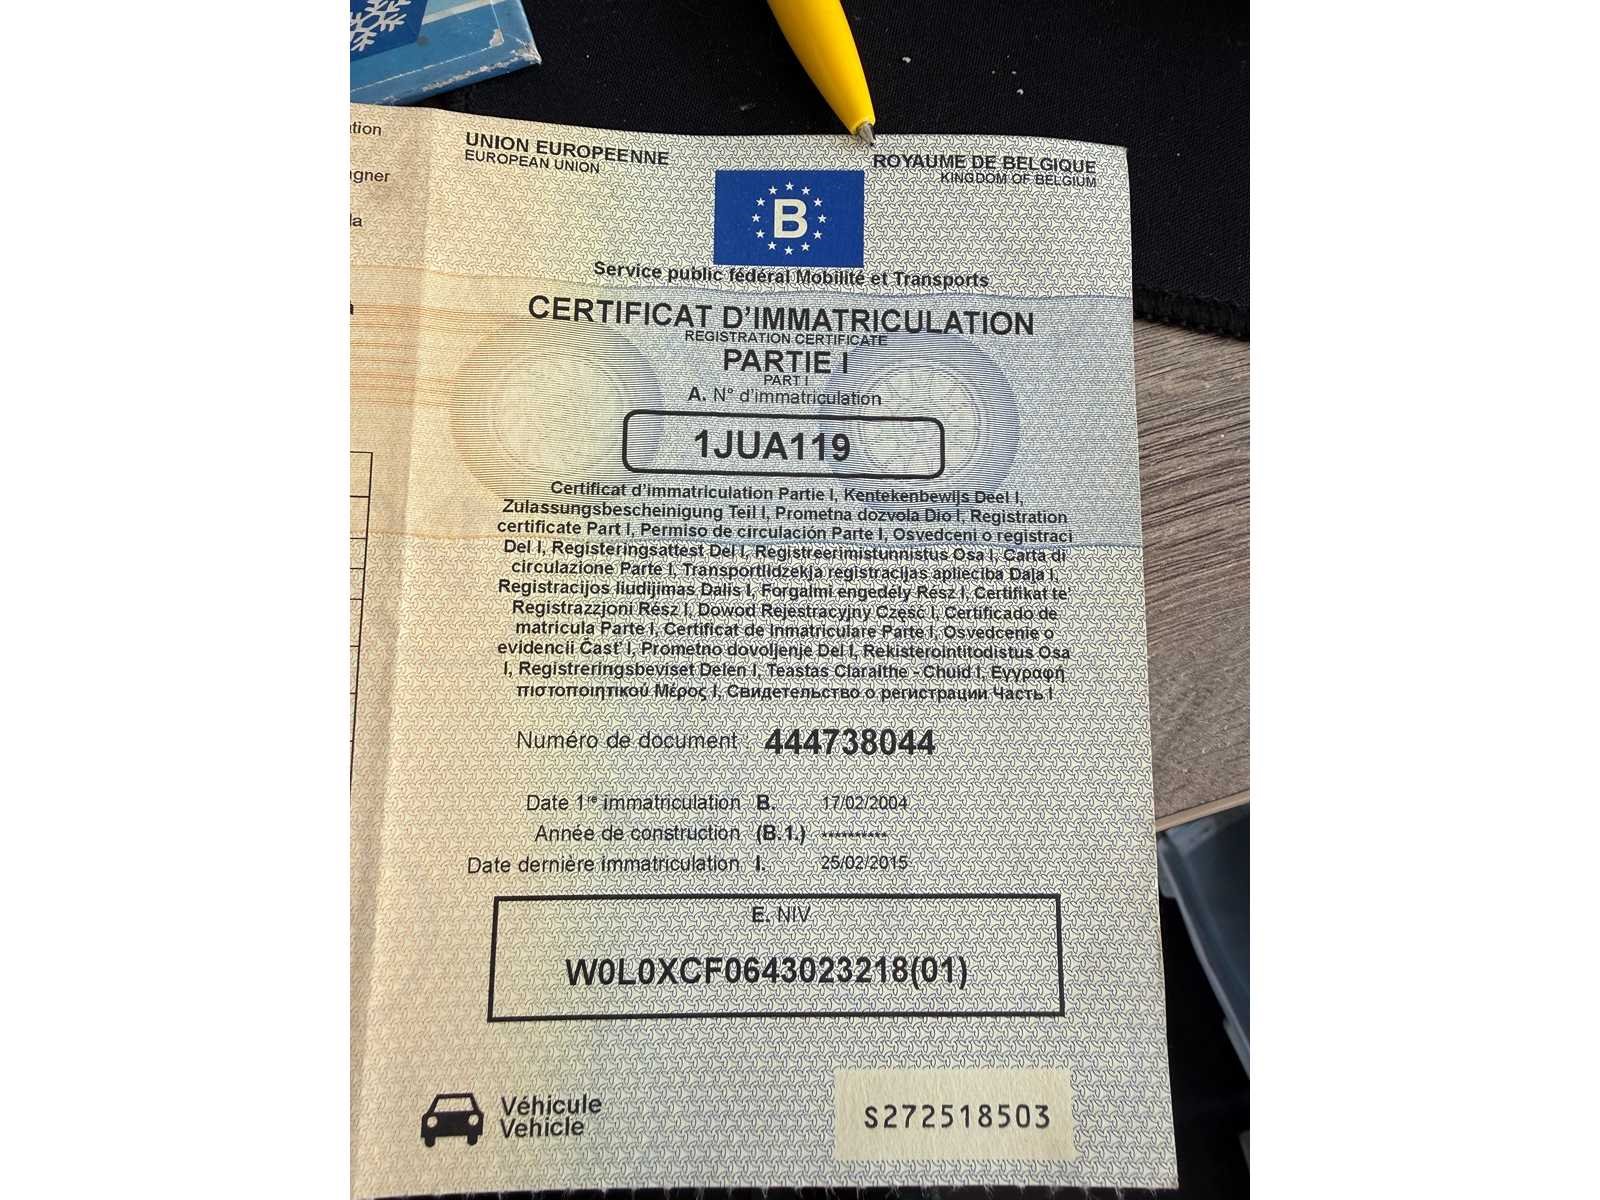 tion
gner
la
UNION EUROPEENNE
EUROPEAN UNION
ROYAUME DE BELGIQUE
KINGDOM OF BELGIUM
B
Service public fédéral Mobilité et Transports
CERTIFICAT D'IMMATRICULATION
REGISTRATION CERTIFICATE
PARTIE I
PART I
A. N° d'immatriculation
1JUA119
Certificat d'immatriculation Partie I, Kentekenbewijs Deel I,
Zulassungsbescheinigung Teil I, Prometna dozvola Dio I, Registration
certificate Part I, Permiso de circulación Parte I, Osvedceni o registraci
Del I, Registeringsattest Del I, Registreerimistunnistus Osa I, Carta di
circulazione Parte I, Transportlidzekja registracijas aplieciba Daļa I,
Registracijos liudijimas Dalis I, Forgalmi engedély Rész I, Certifikat te'
Registrazzjoni Rész I, Dowod Rejestracyjny Część I, Certificado de
matricula Parte I, Certificat de Inmatriculare Parte I, Osvedcenie o
evidencii Čast' I, Prometno dovoljenje Del I, Rekisterointitodistus Osa
I, Registreringsbeviset Delen I, Teastas Claraithe - Chuid I, Εγγραφή
πιστοποιητικού Μέρος I, Свидетельство о регистрации Часть I
Numéro de document : 444738044
Date 1re immatriculation B. 17/02/2004
Année de construction (B.1.) **********
Date dernière immatriculation I. 25/02/2015
E. NIV
W0L0XCF0643023218(01)
Véhicule
Vehicle
S272518503